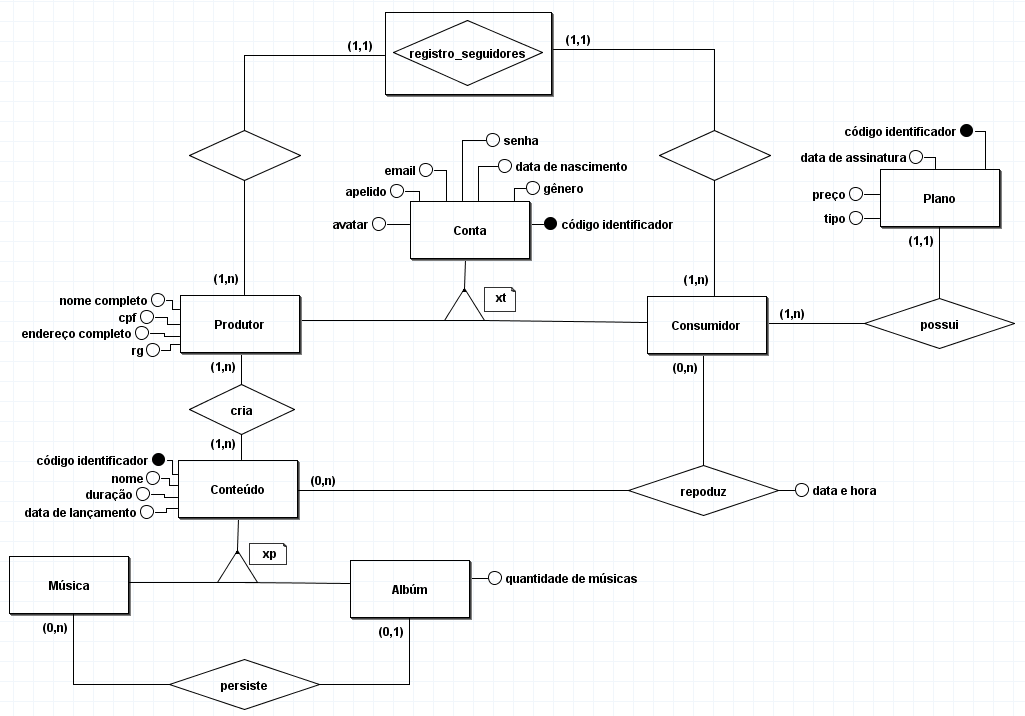 (1,1)
registro_seguidores
(1,1)
código identificador
senha
data de assinatura
email
data de nascimento
apelido
gênero
preço
Plano
avatar
Conta
código identificador
tipo
(1,1)
(1,n)
(1,n)
nome completo
xt
cpf
Produtor
Consumidor
(1,n)
possui
endereço completo
rg
(1,n)
(0,n)
cria
(1,n)
código identificador
nome
Conteúdo
(0,n)
repoduz
data e hora
duração
data de lançamento
xp
Música
Albúm
quantidade de músicas
(0,n)
(0,1)
persiste